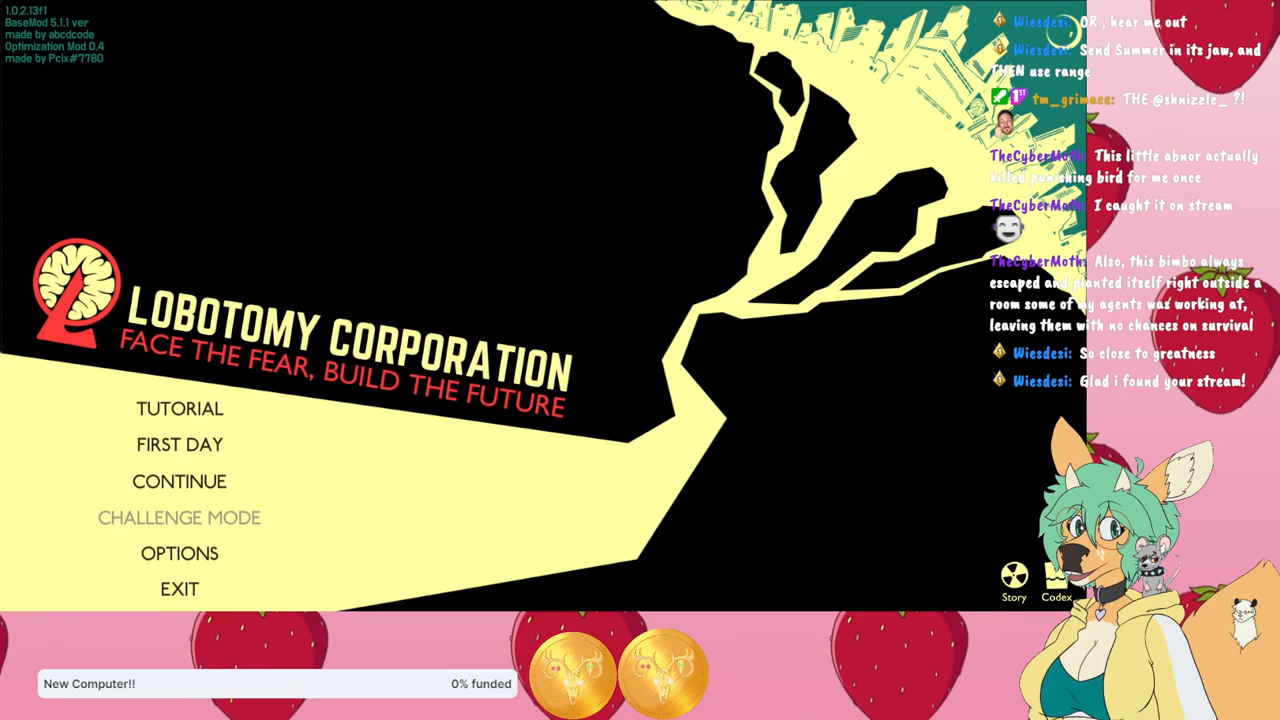 1.0.2.13f1
BaseMod 5.1.1 ver
made by abcdcode
Optimization Mod 0.4
made by Pcix#7780
LOBOTOMY CORPORATION
FACE THE FEAR, BUILD THE FUTURE
TUTORIAL
FIRST DAY
CONTINUE
CHALLENGE MODE
OPTIONS
EXIT
Story
Codex
Wiesdesi: OR , hear me out
Wiesdesi: Send Summer in its jaw, and
THEN use range
1ST tm_grimace: THE @shnizzle_ ?!
TheCyberMoth: This little abnor actually
killed punishing bird for me once
TheCyberMoth: I caught it on stream
TheCyberMoth: Also, this bimbo always
escaped and planted itself right outside a
room some of my agents was working at,
leaving them with no chances on survival
Wiesdesi: So close to greatness
Wiesdesi: Glad i found your stream!
New Computer!!
0% funded